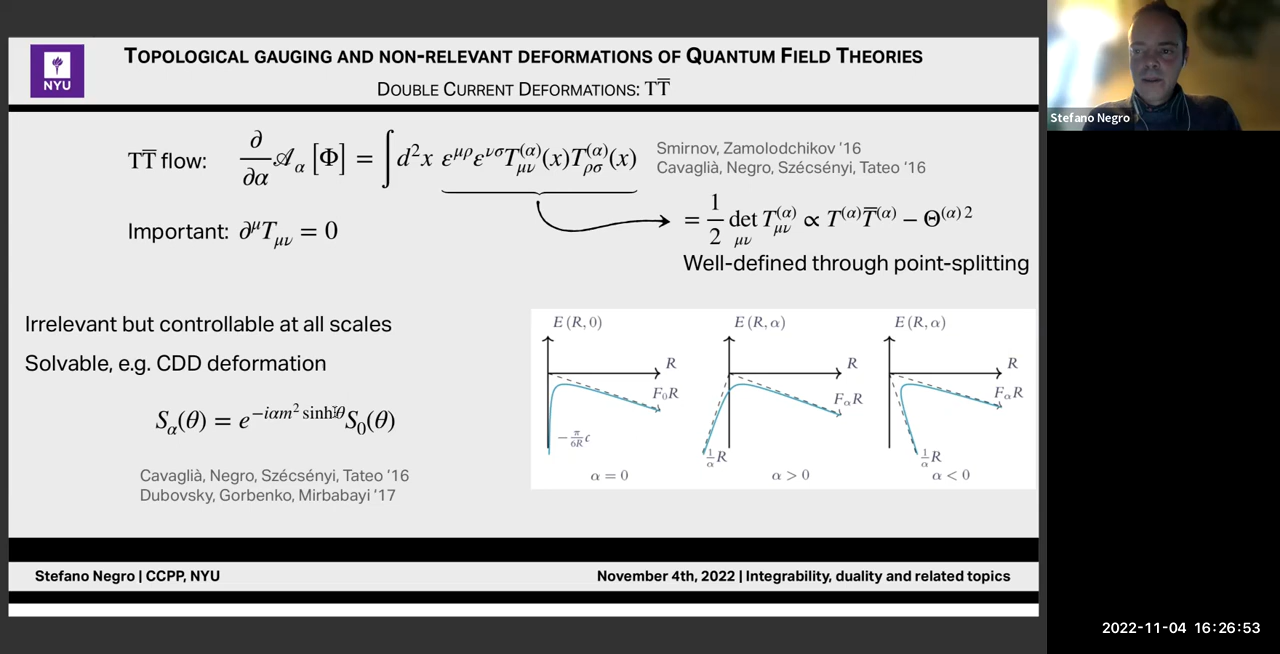 TOPOLOGICAL GAUGING AND NON-RELEVANT DEFORMATIONS OF QUANTUM FIELD THEORIES
NYU
DOUBLE CURRENT DEFORMATIONS: TT̅
Stefano Negro
TT̅ flow: ∂/∂α 𝒜_α [Φ] = ∫ d²x ε^{μρ} ε^{νσ} T^{(α)}_{μν}(x) T^{(α)}_{ρσ}(x)
Smirnov, Zamolodchikov '16
Cavaglià, Negro, Szécsényi, Tateo '16
= 1/2 det_{μν} T^{(α)}_{μν} ∝ T^{(α)} T̅^{(α)} − Θ^{(α) 2}
Important: ∂^μ T_{μν} = 0
Well-defined through point-splitting
Irrelevant but controllable at all scales
Solvable, e.g. CDD deformation
S_α(θ) = e^{−iαm² sinh θ} S_0(θ)
Cavaglià, Negro, Szécsényi, Tateo '16
Dubovsky, Gorbenko, Mirbabayi '17
E (R, 0)
R
F_0R
−π/6R c
α = 0
E (R, α)
R
F_αR
1/α R
α > 0
E (R, α)
R
F_αR
1/α R
α < 0
Stefano Negro | CCPP, NYU
November 4th, 2022 | Integrability, duality and related topics
2022-11-04 16:26:53